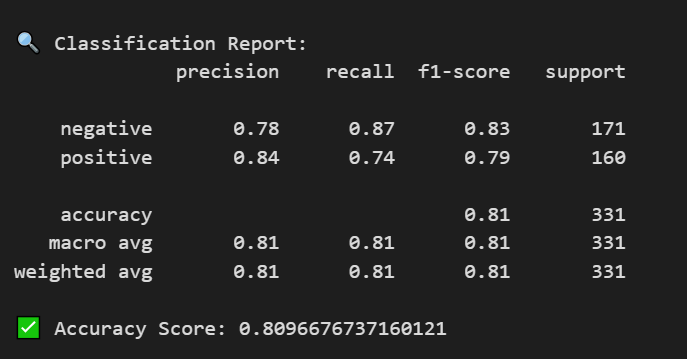 🔍 Classification Report:
precision recall f1-score support
negative 0.78 0.87 0.83 171
positive 0.84 0.74 0.79 160
accuracy 0.81 331
macro avg 0.81 0.81 0.81 331
weighted avg 0.81 0.81 0.81 331
✅ Accuracy Score: 0.8096676737160121